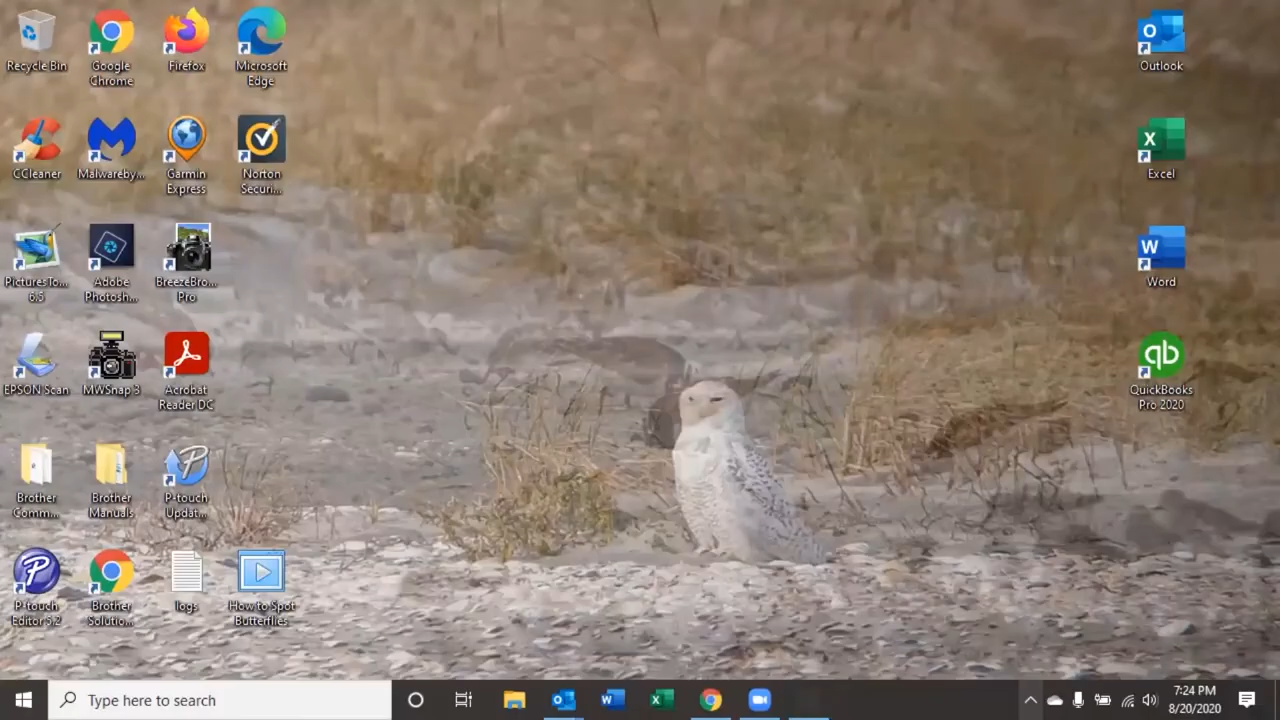 Recycle Bin
Google
Chrome
Firefox
Microsoft
Edge
Outlook
CCleaner
Malwareby...
Garmin
Express
Norton
Securi...
Excel
PicturesTo...
6.5
Adobe
Photosh...
BreezeBro...
Pro
Word
EPSON Scan
MWSnap 3
Acrobat
Reader DC
QuickBooks
Pro 2020
Brother
Comm...
Brother
Manuals
P-touch
Updat...
P-touch
Editor 5.2
Brother
Solutio...
logs
How to Spot
Butterflies
Type here to search
7:24 PM
8/20/2020